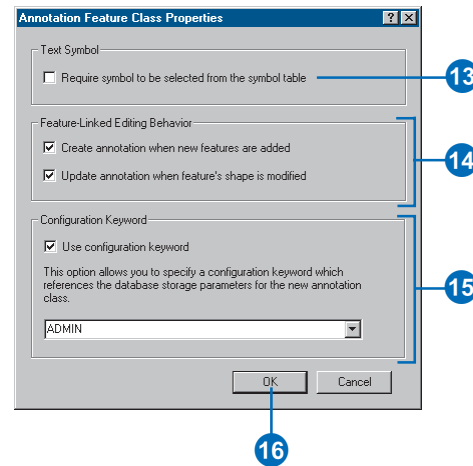 Annotation Feature Class Properties
Text Symbol
Require symbol to be selected from the symbol table
13
Feature-Linked Editing Behavior
Create annotation when new features are added
Update annotation when feature's shape is modified
14
Configuration Keyword
Use configuration keyword
This option allows you to specify a configuration keyword which
references the database storage parameters for the new annotation
class.
15
ADMIN
OK
Cancel
16